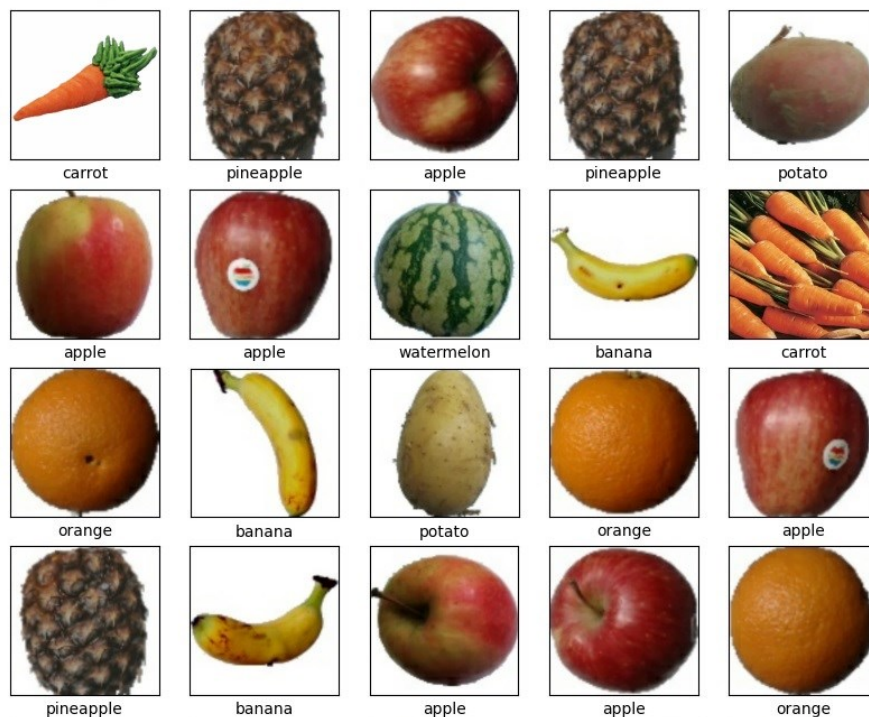 carrot
pineapple
apple
pineapple
potato
apple
apple
watermelon
banana
carrot
orange
banana
potato
orange
apple
pineapple
banana
apple
apple
orange